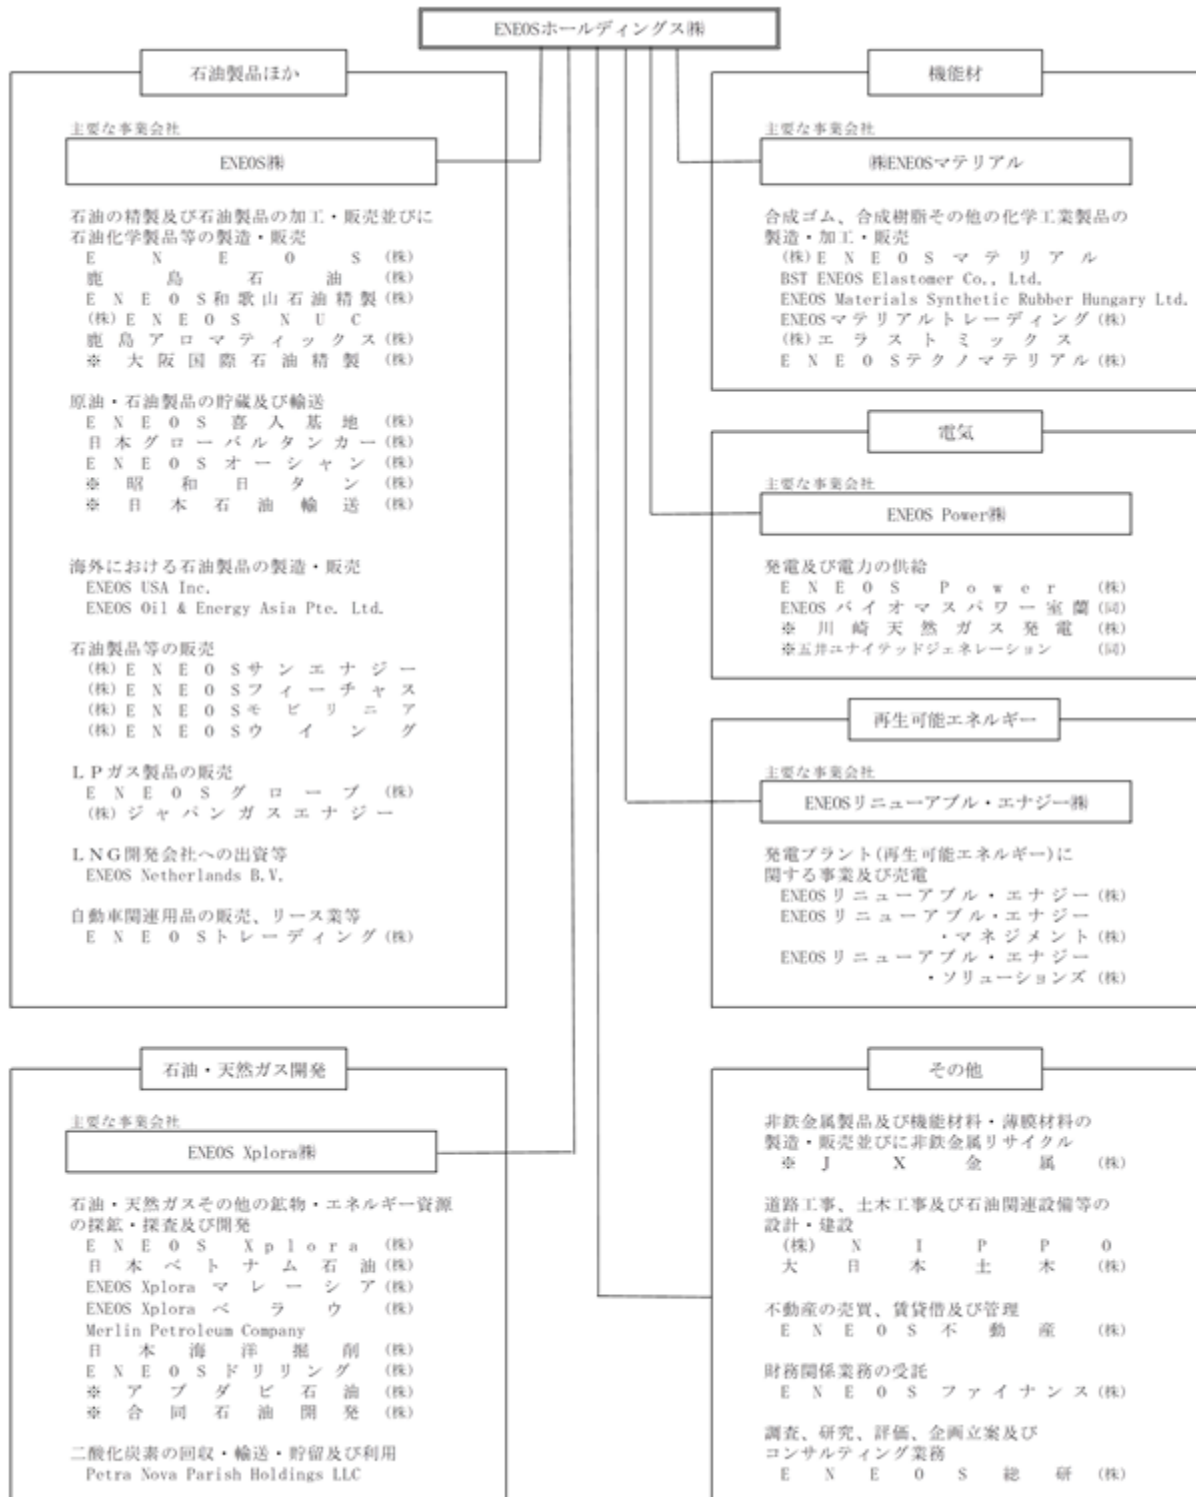 ENEOSホールディングス㈱
石油製品ほか
主要な事業会社
ENEOS㈱
石油の精製及び石油製品の加工・販売並びに
石油化学製品等の製造・販売
ＥＮＥＯＳ(株)
鹿島石油(株)
ＥＮＥＯＳ和歌山石油精製(株)
(株)ＥＮＥＯＳ ＮＵＣ
鹿島アロマティックス(株)
※大阪国際石油精製(株)
原油・石油製品の貯蔵及び輸送
ＥＮＥＯＳ喜入基地(株)
日本グローバルタンカー(株)
ＥＮＥＯＳオーシャン(株)
※昭和日タン(株)
※日本石油輸送(株)
海外における石油製品の製造・販売
ENEOS USA Inc.
ENEOS Oil & Energy Asia Pte. Ltd.
石油製品等の販売
(株)ＥＮＥＯＳサンエナジー
(株)ＥＮＥＯＳフィーチャス
(株)ＥＮＥＯＳモビリニア
(株)ＥＮＥＯＳウイング
ＬＰガス製品の販売
ＥＮＥＯＳグローブ(株)
(株)ジャパンガスエナジー
ＬＮＧ開発会社への出資等
ENEOS Netherlands B.V.
自動車関連用品の販売、リース業等
ＥＮＥＯＳトレーディング(株)
石油・天然ガス開発
主要な事業会社
ENEOS Xplora㈱
石油・天然ガスその他の鉱物・エネルギー資源
の探鉱・探査及び開発
ＥＮＥＯＳ Ｘｐｌｏｒａ(株)
日本ベトナム石油(株)
ENEOS Xplora マレーシア(株)
ENEOS Xplora ベラウ(株)
Merlin Petroleum Company
日本海洋掘削(株)
ＥＮＥＯＳドリリング(株)
※アブダビ石油(株)
※合同石油開発(株)
二酸化炭素の回収・輸送・貯留及び利用
Petra Nova Parish Holdings LLC
機能材
主要な事業会社
㈱ENEOSマテリアル
合成ゴム、合成樹脂その他の化学工業製品の
製造・加工・販売
(株)ＥＮＥＯＳマテリアル
BST ENEOS Elastomer Co., Ltd.
ENEOS Materials Synthetic Rubber Hungary Ltd.
ENEOSマテリアルトレーディング(株)
(株)エラストミックス
ＥＮＥＯＳテクノマテリアル(株)
電気
主要な事業会社
ENEOS Power㈱
発電及び電力の供給
ＥＮＥＯＳ Ｐｏｗｅｒ(株)
ENEOS バイオマスパワー室蘭(同)
※川崎天然ガス発電(株)
※五井ユナイテッドジェネレーション(同)
再生可能エネルギー
主要な事業会社
ENEOSリニューアブル・エナジー㈱
発電プラント(再生可能エネルギー)に
関する事業及び売電
ENEOSリニューアブル・エナジー(株)
ENEOSリニューアブル・エナジー
・マネジメント(株)
ENEOSリニューアブル・エナジー
・ソリューションズ(株)
その他
非鉄金属製品及び機能材料・薄膜材料の
製造・販売並びに非鉄金属リサイクル
※ＪＸ金属(株)
道路工事、土木工事及び石油関連設備等の
設計・建設
(株)ＮＩＰＰＯ
大日本土木(株)
不動産の売買、賃貸借及び管理
ＥＮＥＯＳ不動産(株)
財務関係業務の受託
ＥＮＥＯＳファイナンス(株)
調査、研究、評価、企画立案及び
コンサルティング業務
ＥＮＥＯＳ総研(株)